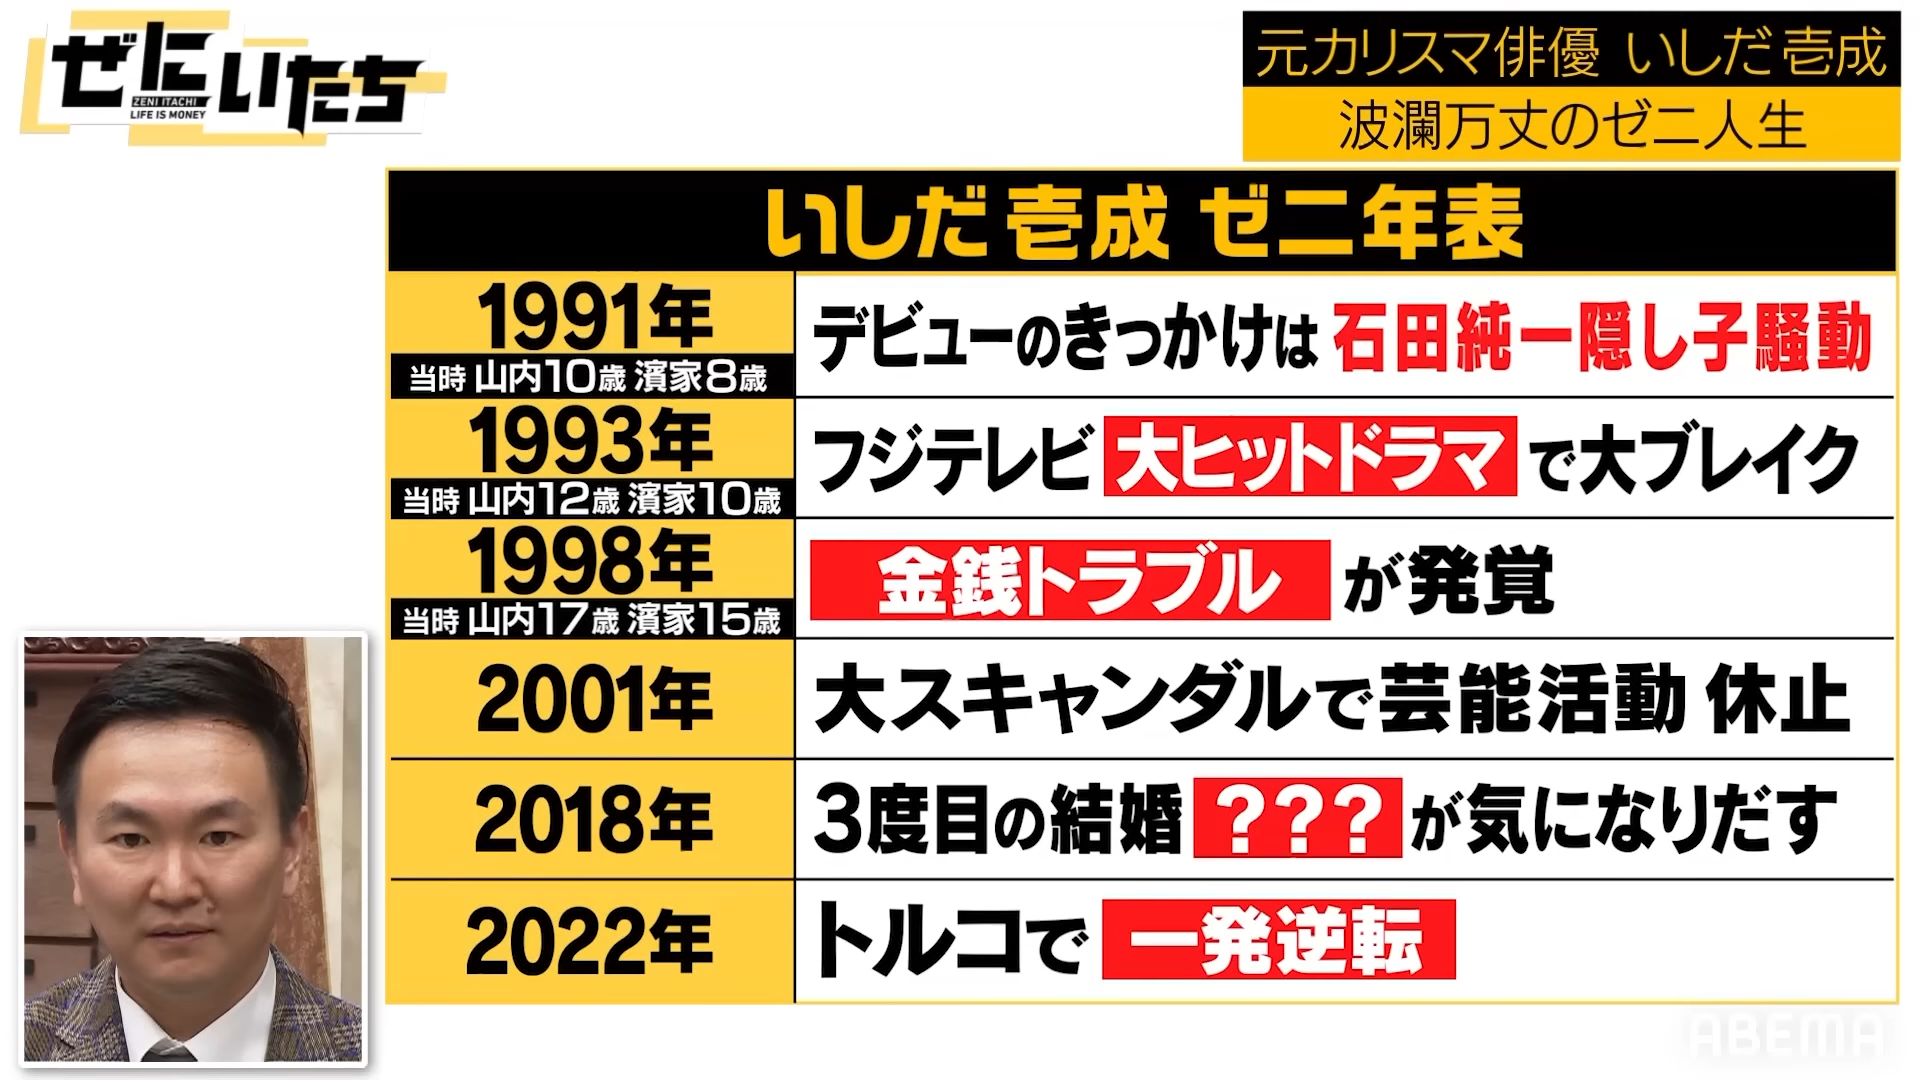 ぜにいたち
ZENI ITACHI
LIFE IS MONEY
元カリスマ俳優 いしだ壱成
波瀾万丈のゼニ人生
いしだ壱成 ゼニ年表
1991年
当時 山内10歳 濱家8歳
デビューのきっかけは 石田純一隠し子騒動
1993年
当時 山内12歳 濱家10歳
フジテレビ 大ヒットドラマ で大ブレイク
1998年
当時 山内17歳 濱家15歳
金銭トラブル が発覚
2001年
大スキャンダルで芸能活動 休止
2018年
3度目の結婚 ??? が気になりだす
2022年
トルコで 一発逆転
ABEMA